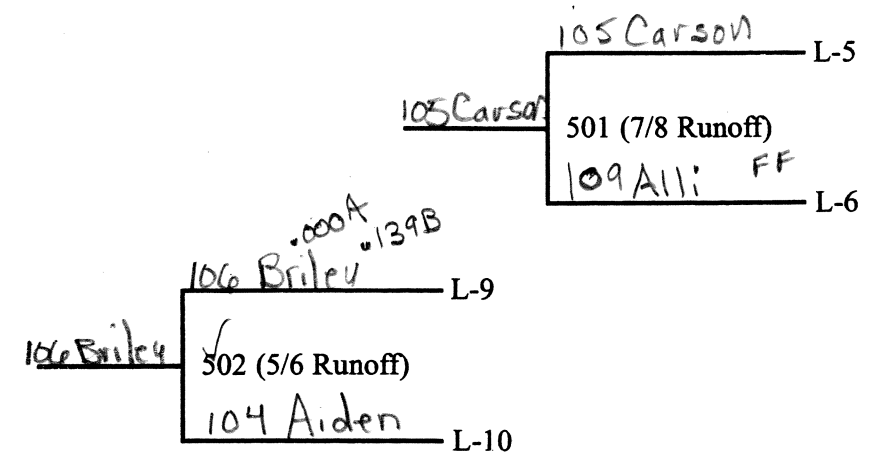 105 Carson
L-5
105 Carson
501 (7/8 Runoff)
109 Alli FF
L-6
.000A
.139B
106 Briley
L-9
106 Briley
✓
502 (5/6 Runoff)
104 Aiden
L-10